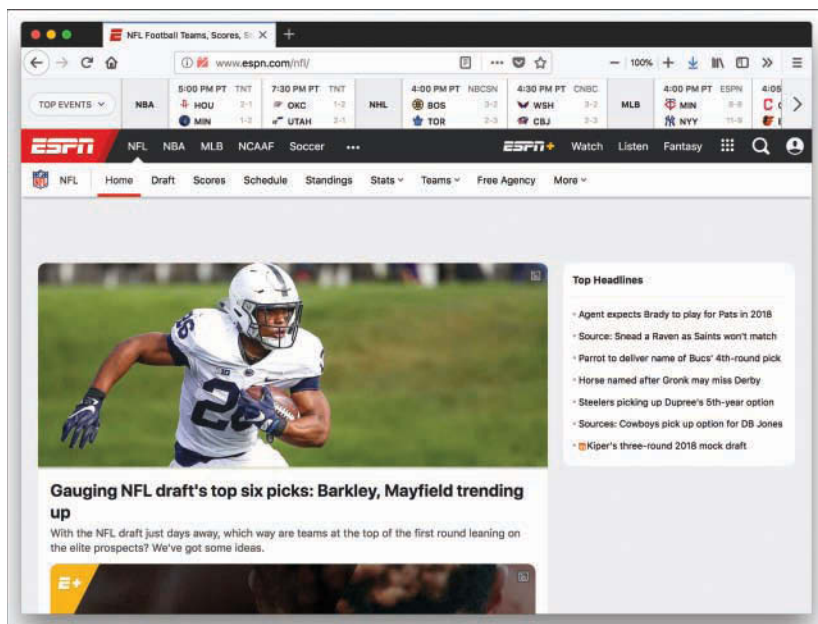 NFL Football Teams, Scores, St
www.espn.com/nfl/
100%
TOP EVENTS
NBA
5:00 PM PT TNT
HOU 2-1
MIN 1-2
7:30 PM PT TNT
OKC 1-2
UTAH 2-1
NHL
4:00 PM PT NBCSN
BOS 3-2
TOR 2-3
4:30 PM PT CNBC
WSH 3-2
CBJ 2-3
MLB
4:00 PM PT ESPN
MIN
NYY
4:05
ESPN NFL NBA MLB NCAAF Soccer ••• ESPN+ Watch Listen Fantasy
NFL Home Draft Scores Schedule Standings Stats Teams Free Agency More
26
Gauging NFL draft's top six picks: Barkley, Mayfield trending
up
With the NFL draft just days away, which way are teams at the top of the first round leaning on
the elite prospects? We've got some ideas.
E+
Top Headlines
Agent expects Brady to play for Pats in 2018
Source: Snead a Raven as Saints won't match
Parrot to deliver name of Bucs' 4th-round pick
Horse named after Gronk may miss Derby
Steelers picking up Dupree's 5th-year option
Sources: Cowboys pick up option for DB Jones
Kiper's three-round 2018 mock draft